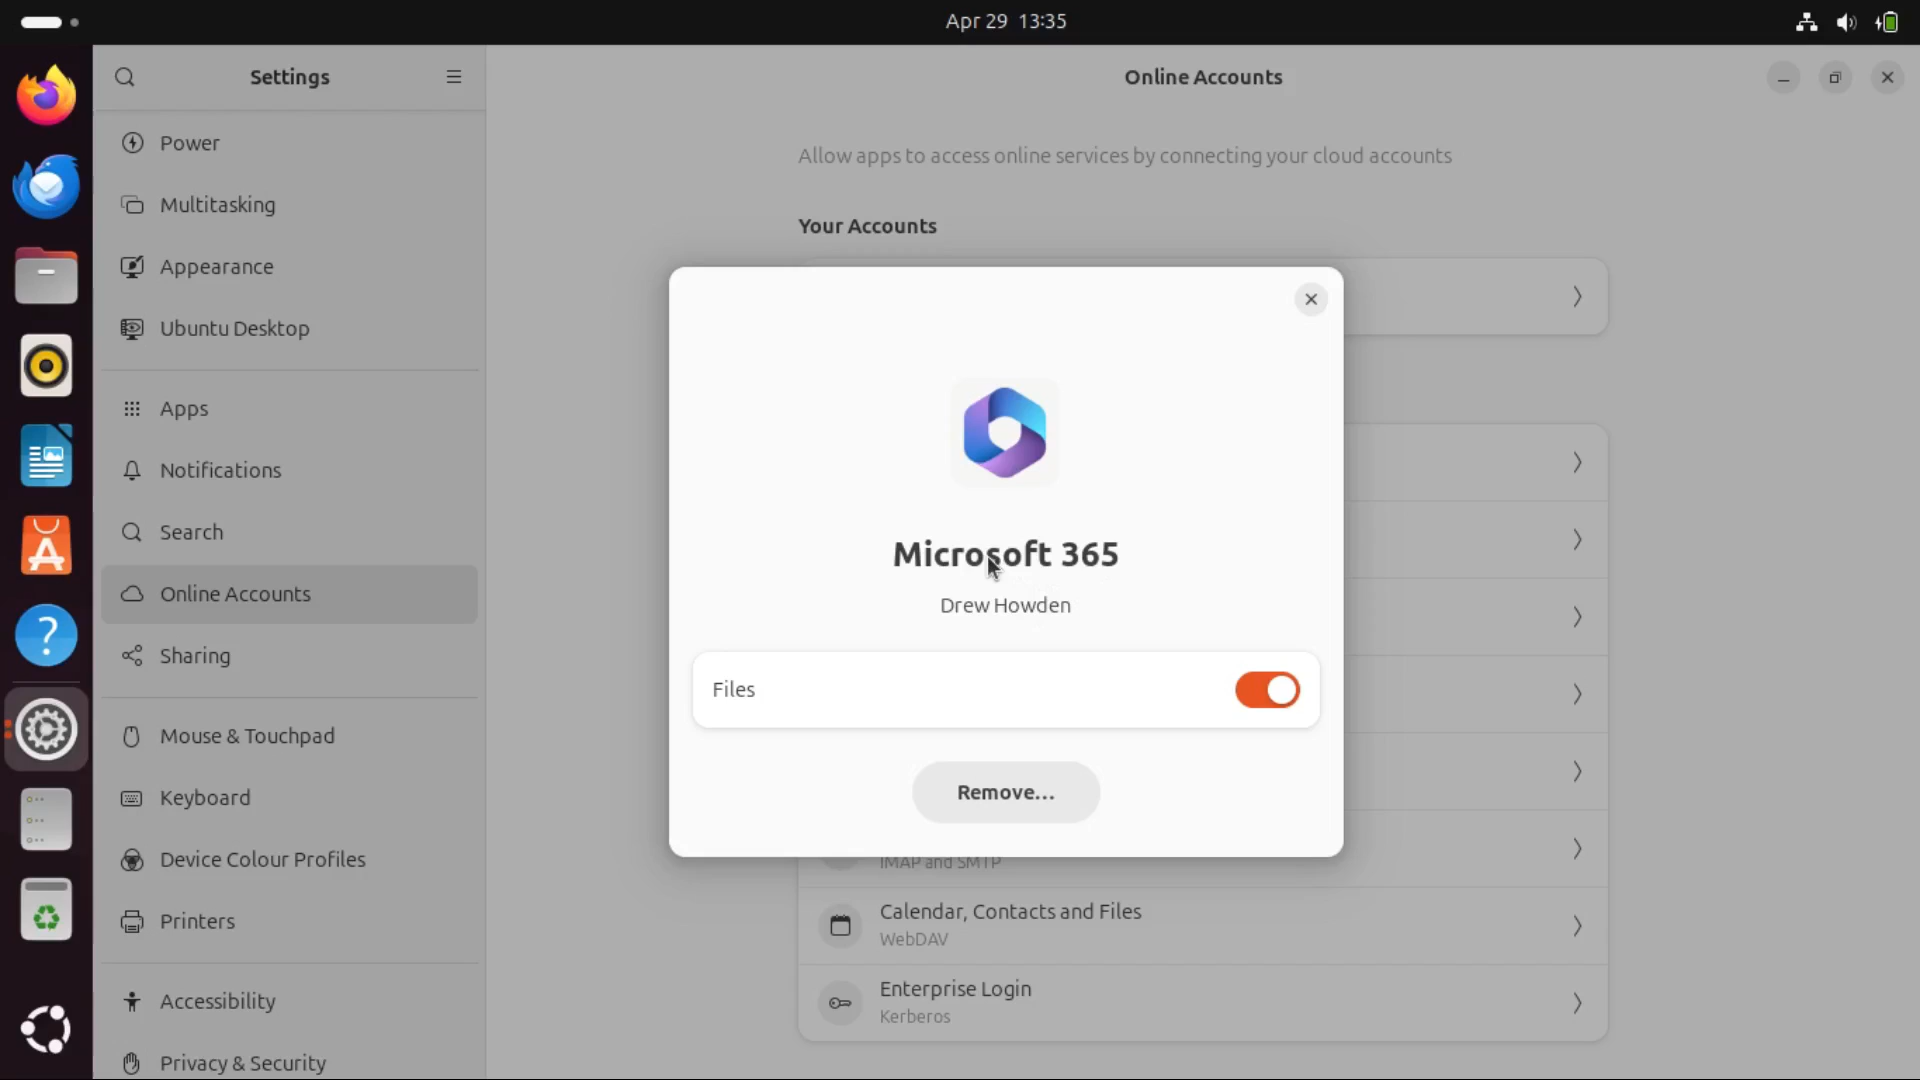 Apr 29 13:35
Settings
Online Accounts
Power
Multitasking
Appearance
Ubuntu Desktop
Apps
Notifications
Search
Online Accounts
Sharing
Mouse & Touchpad
Keyboard
Device Colour Profiles
Printers
Accessibility
Privacy & Security
Allow apps to access online services by connecting your cloud accounts
Your Accounts
Microsoft 365
Drew Howden
Files
Remove...
IMAP and SMTP
Calendar, Contacts and Files
WebDAV
Enterprise Login
Kerberos